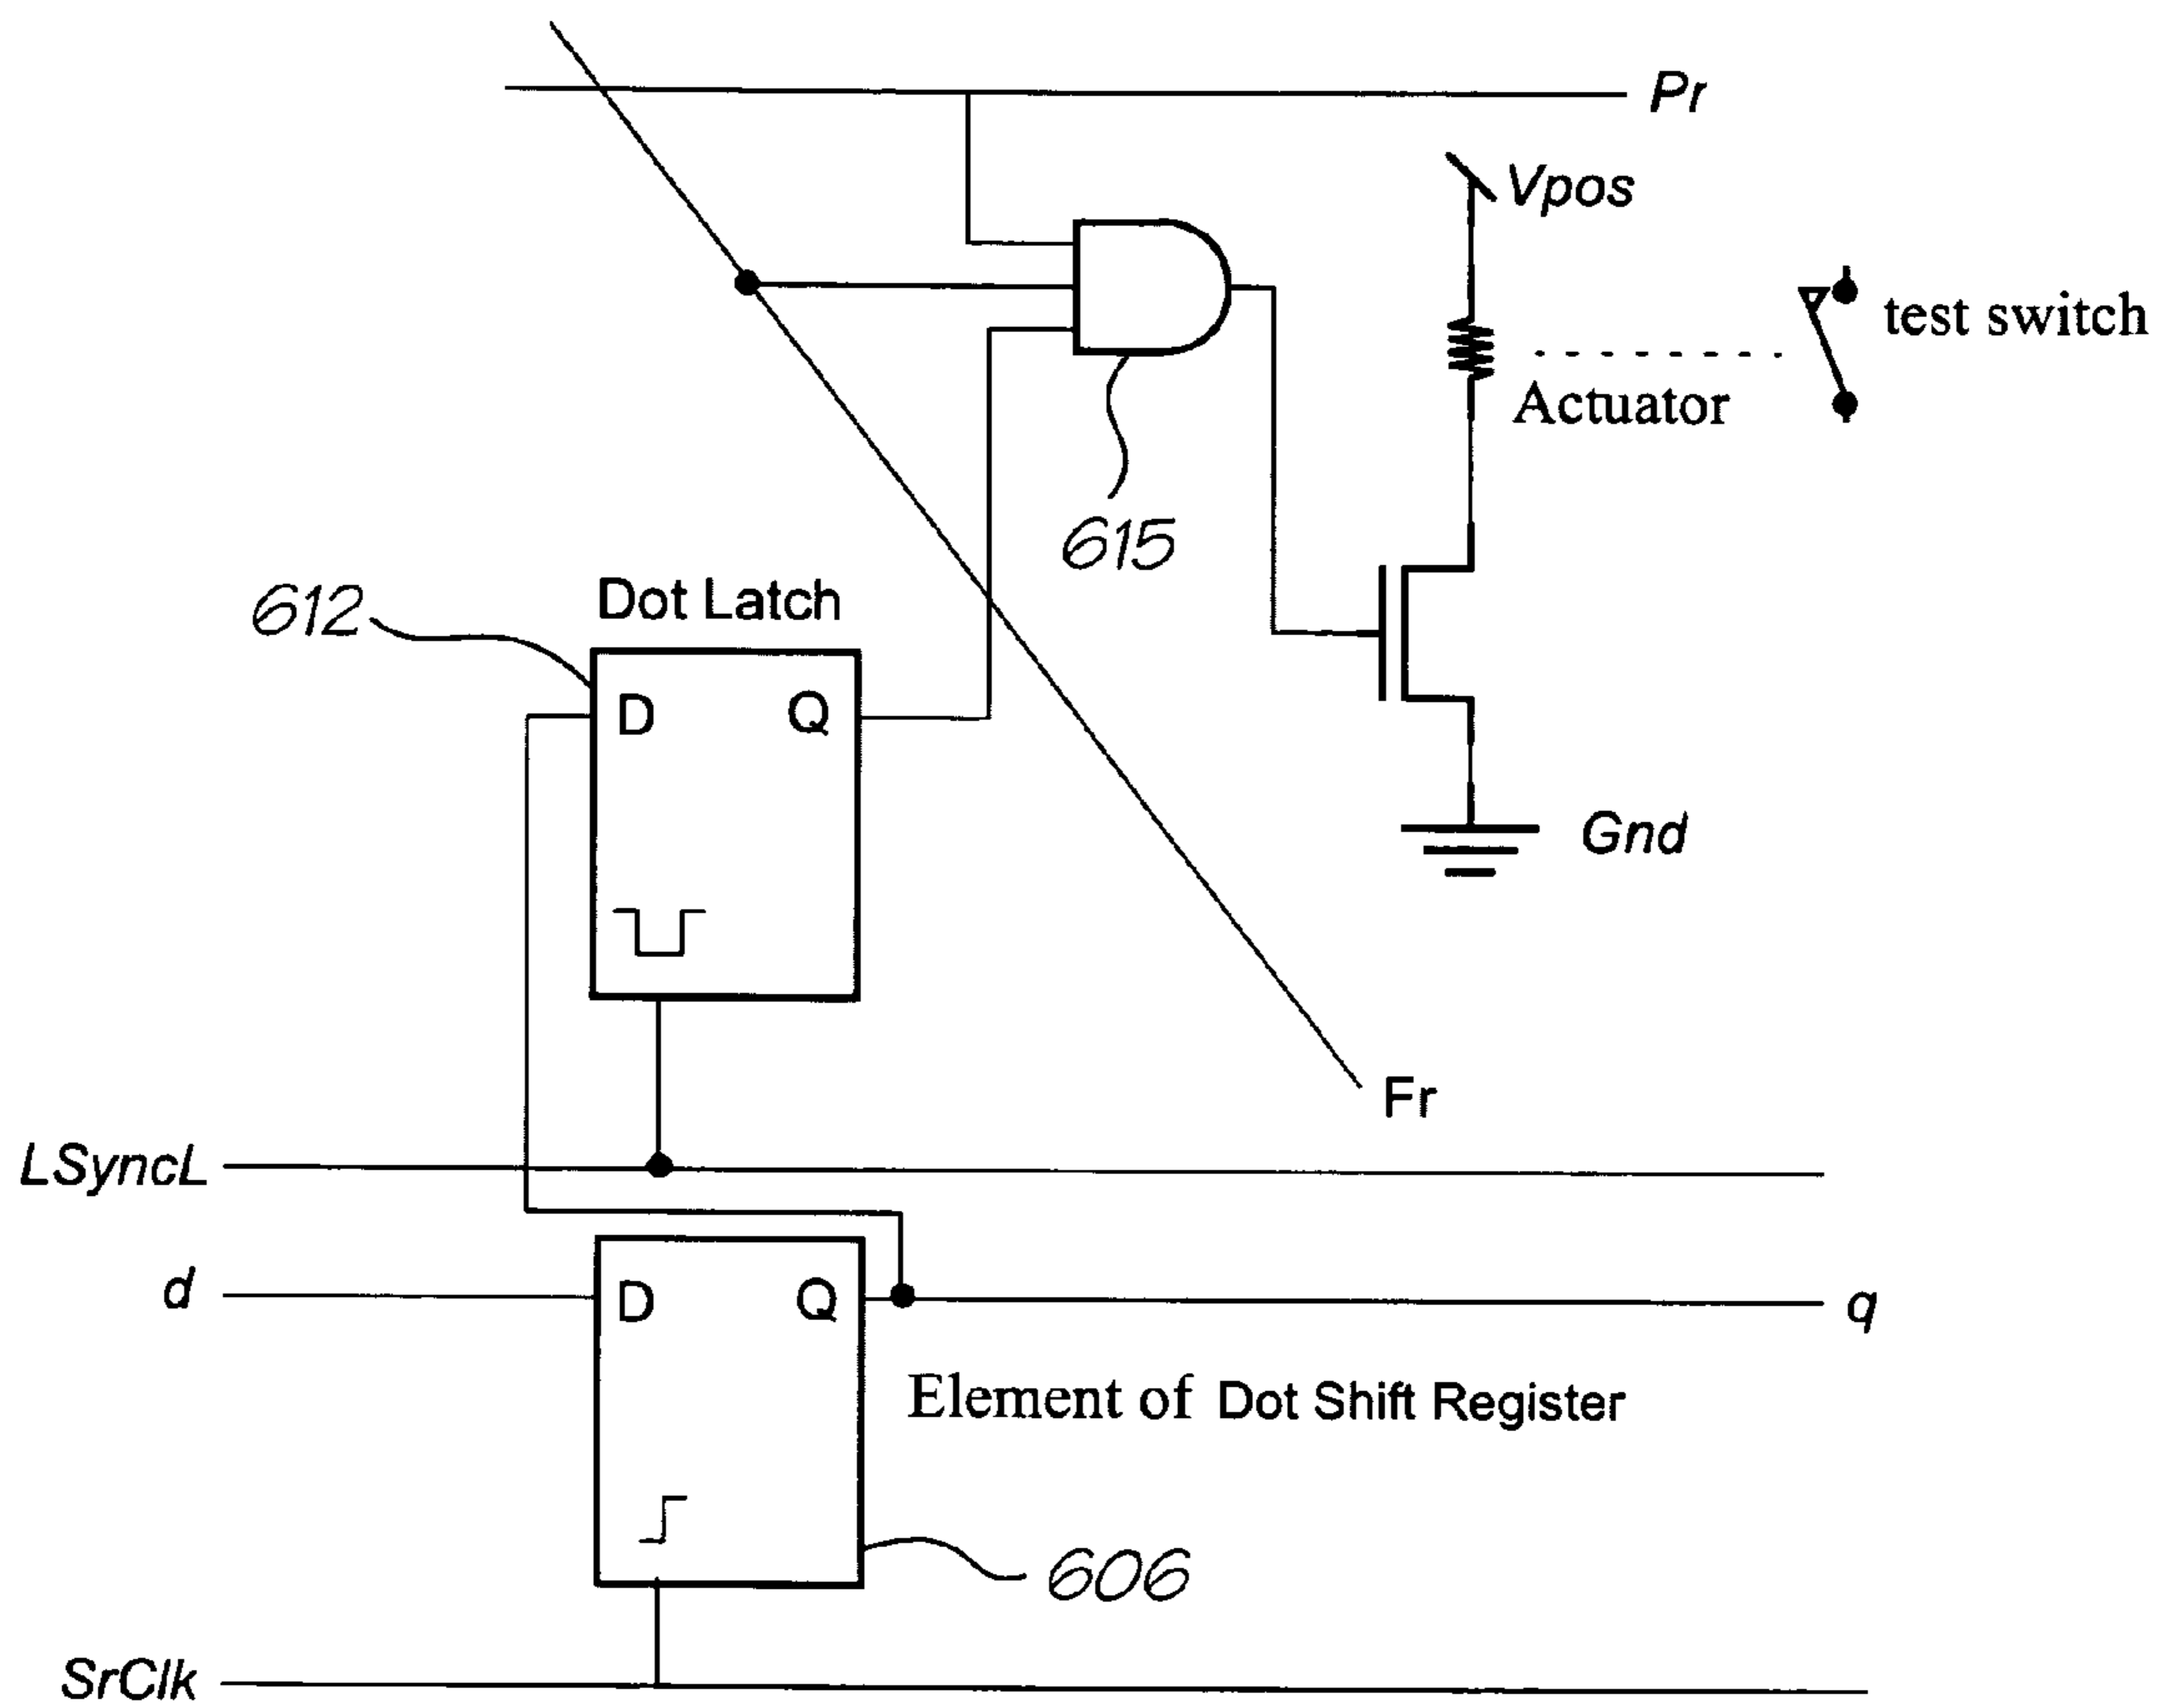 Pr
Vpos
test switch
Actuator
615
612
Dot Latch
D Q
Gnd
Fr
LSyncL
d
D Q
q
Element of Dot Shift Register
606
SrClk